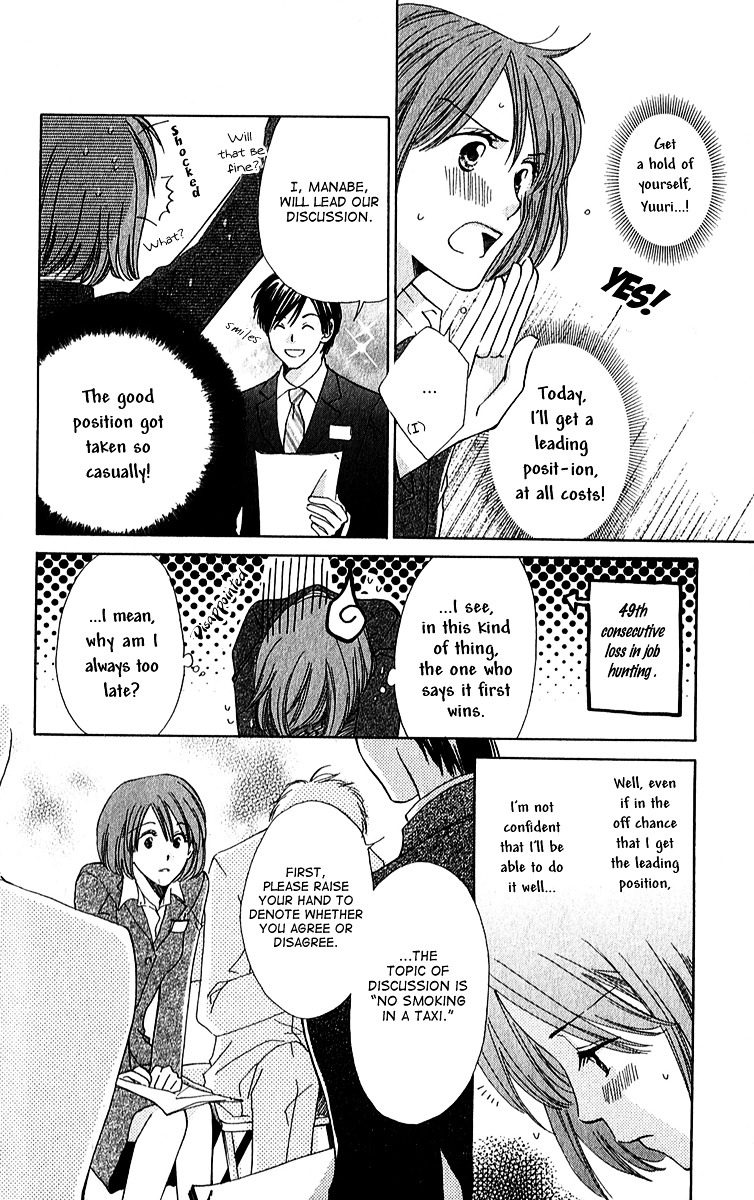 Get
a hold of
yourself,
Yuuri...!
YES!
Today,
I'll get a
leading
posit-ion,
at all costs!
...
(I)
I, MANABE,
WILL LEAD OUR
DISCUSSION.
Will
that be
fine?
Shocked
What?
smiles
The good
position got
taken so
casually!
49th
consecutive
loss in job
hunting.
...I see,
in this kind
of thing,
the one who
says it first
wins.
Disappointed
...I mean,
why am I
always too
late?
Well, even
if in the
off chance
that I get
the leading
position,
I'm not
confident
that I'll be
able to do
it well...
FIRST,
PLEASE RAISE
YOUR HAND TO
DENOTE WHETHER
YOU AGREE OR
DISAGREE.
...THE
TOPIC OF
DISCUSSION IS
"NO SMOKING
IN A TAXI."